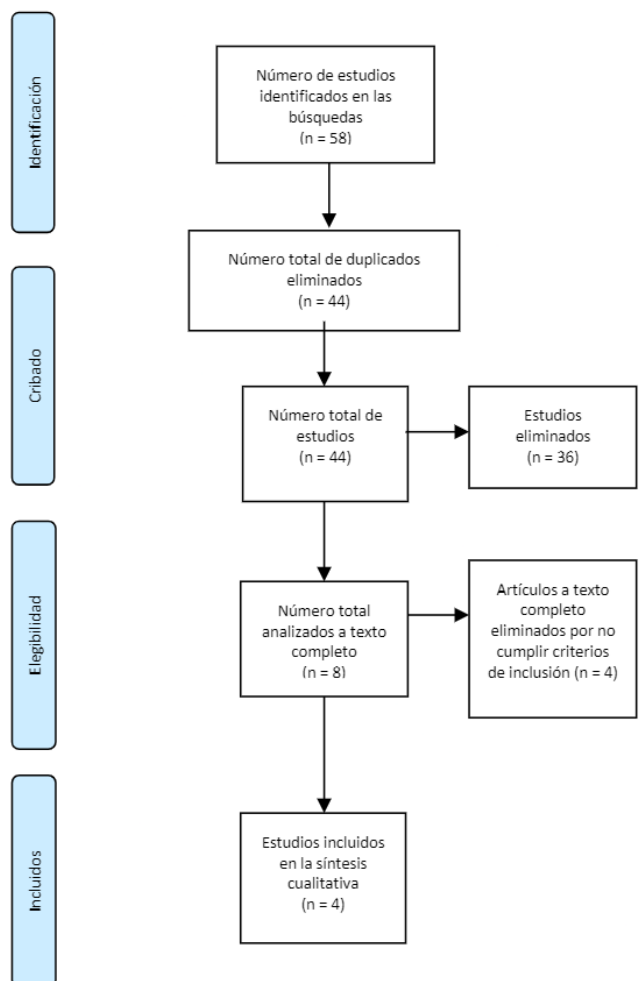 Identificación
Número de estudios
identificados en las
búsquedas
(n = 58)
Número total de duplicados
eliminados
(n = 44)
Cribado
Número total de
estudios
(n = 44)
Estudios
eliminados
(n = 36)
Elegibilidad
Número total
analizados a texto
completo
(n = 8)
Artículos a texto
completo
eliminados por no
cumplir criterios
de inclusión (n = 4)
Incluidos
Estudios incluidos
en la síntesis
cualitativa
(n = 4)